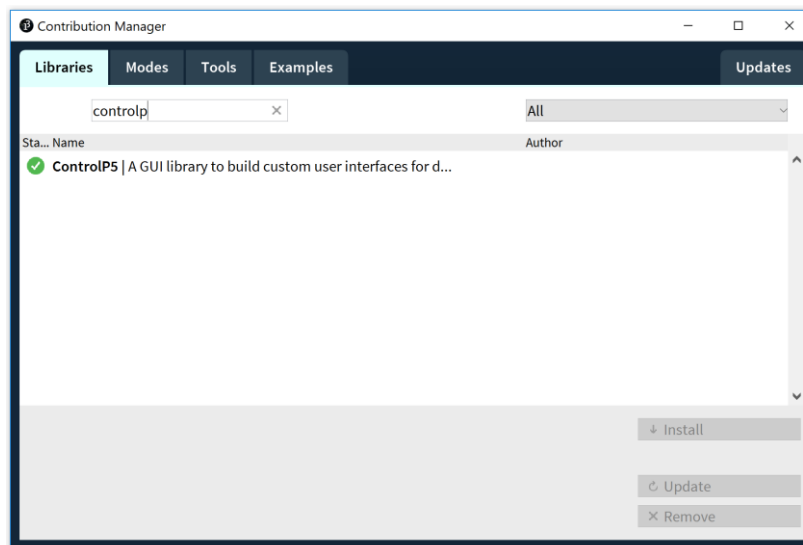 Contribution Manager
Libraries Modes Tools Examples Updates
controlp All
Sta... Name Author
ControlP5 | A GUI library to build custom user interfaces for d...
Install
Update
Remove